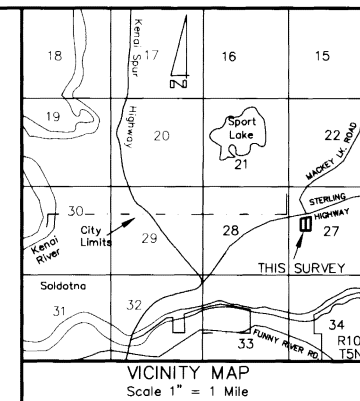 18
17
16
15
Kenai Spur
Highway
N
19
20
Sport
Lake
21
22
MACKEY LK. ROAD
30
City
Limits
Kenai
River
29
28
STERLING
HIGHWAY
27
THIS SURVEY
Soldotna
31
32
33
FUNNY RIVER RD.
34
R10
T5N
VICINITY MAP
Scale 1" = 1 Mile